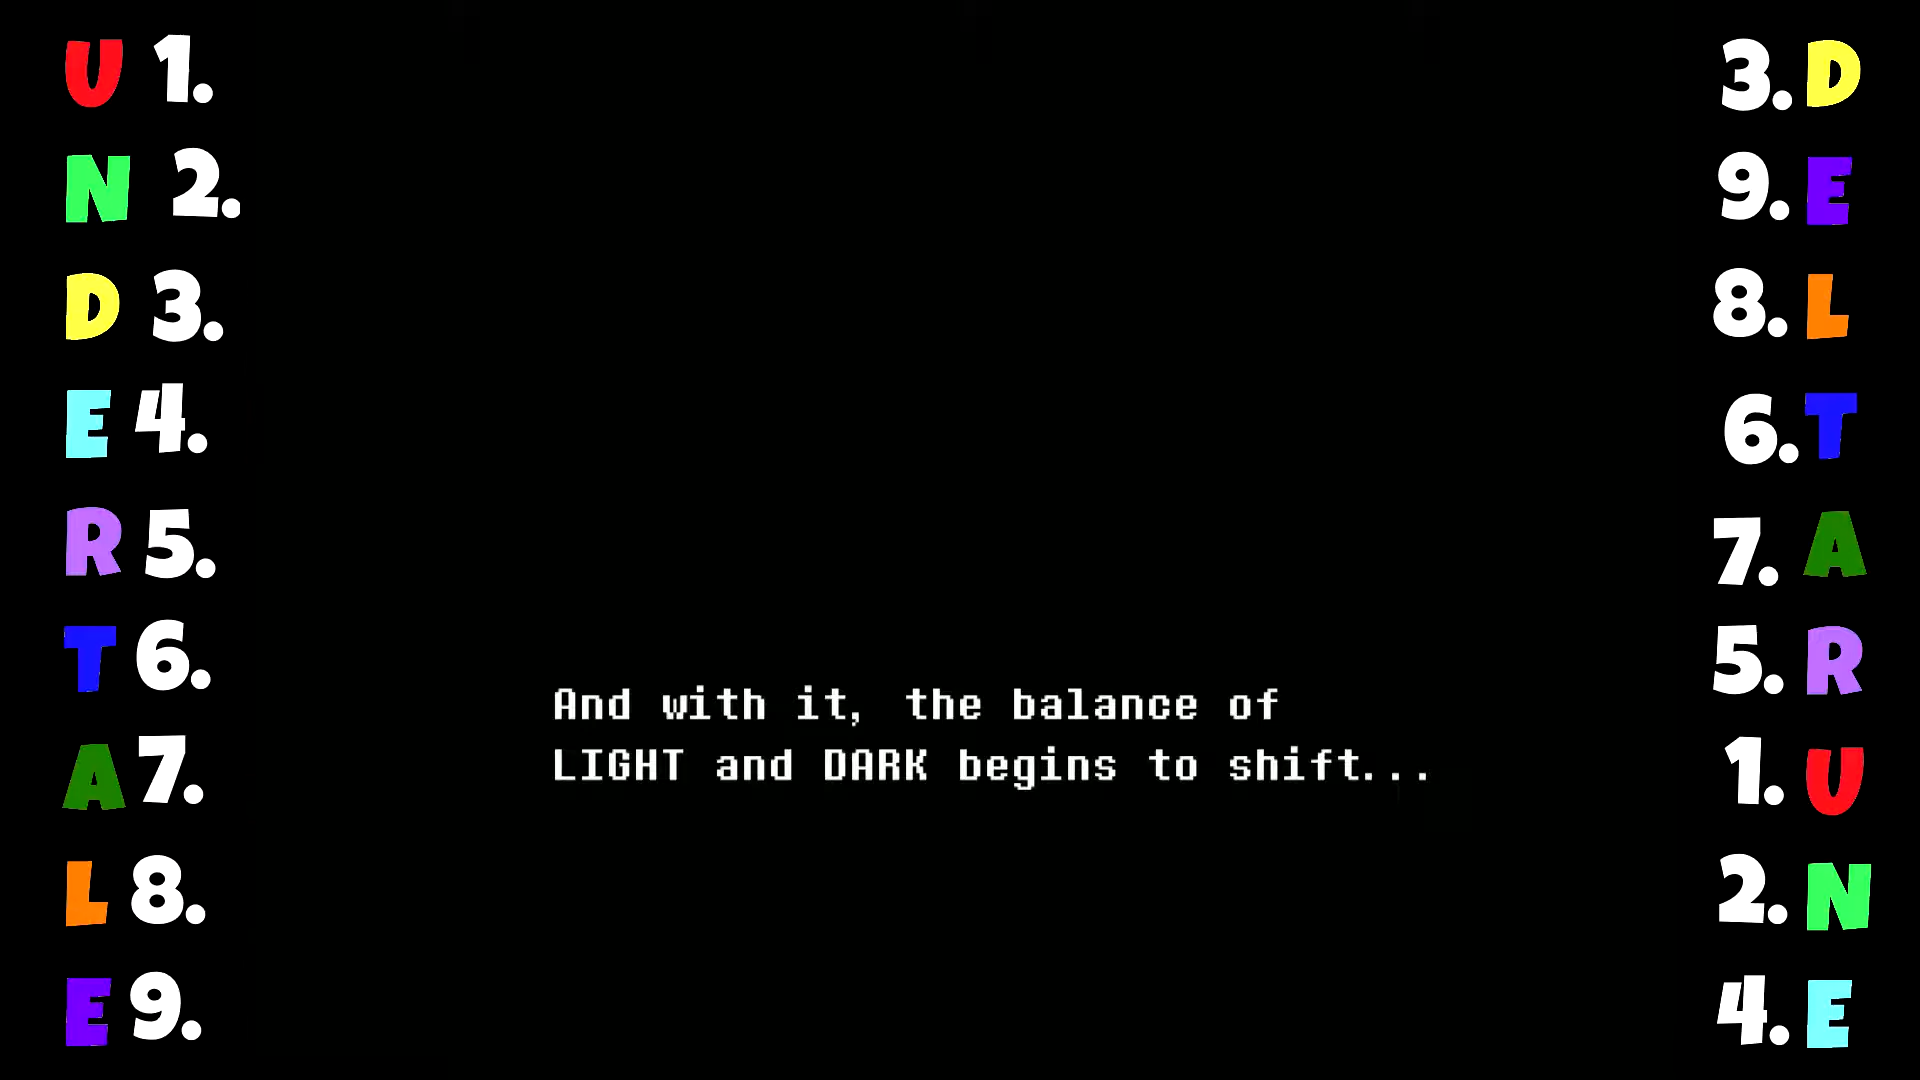 U 1.
N 2.
D 3.
E 4.
R 5.
T 6.
A 7.
L 8.
E 9.
And with it, the balance of
LIGHT and DARK begins to shift...
3. D
9. E
8. L
6. T
7. A
5. R
1. U
2. N
4. E